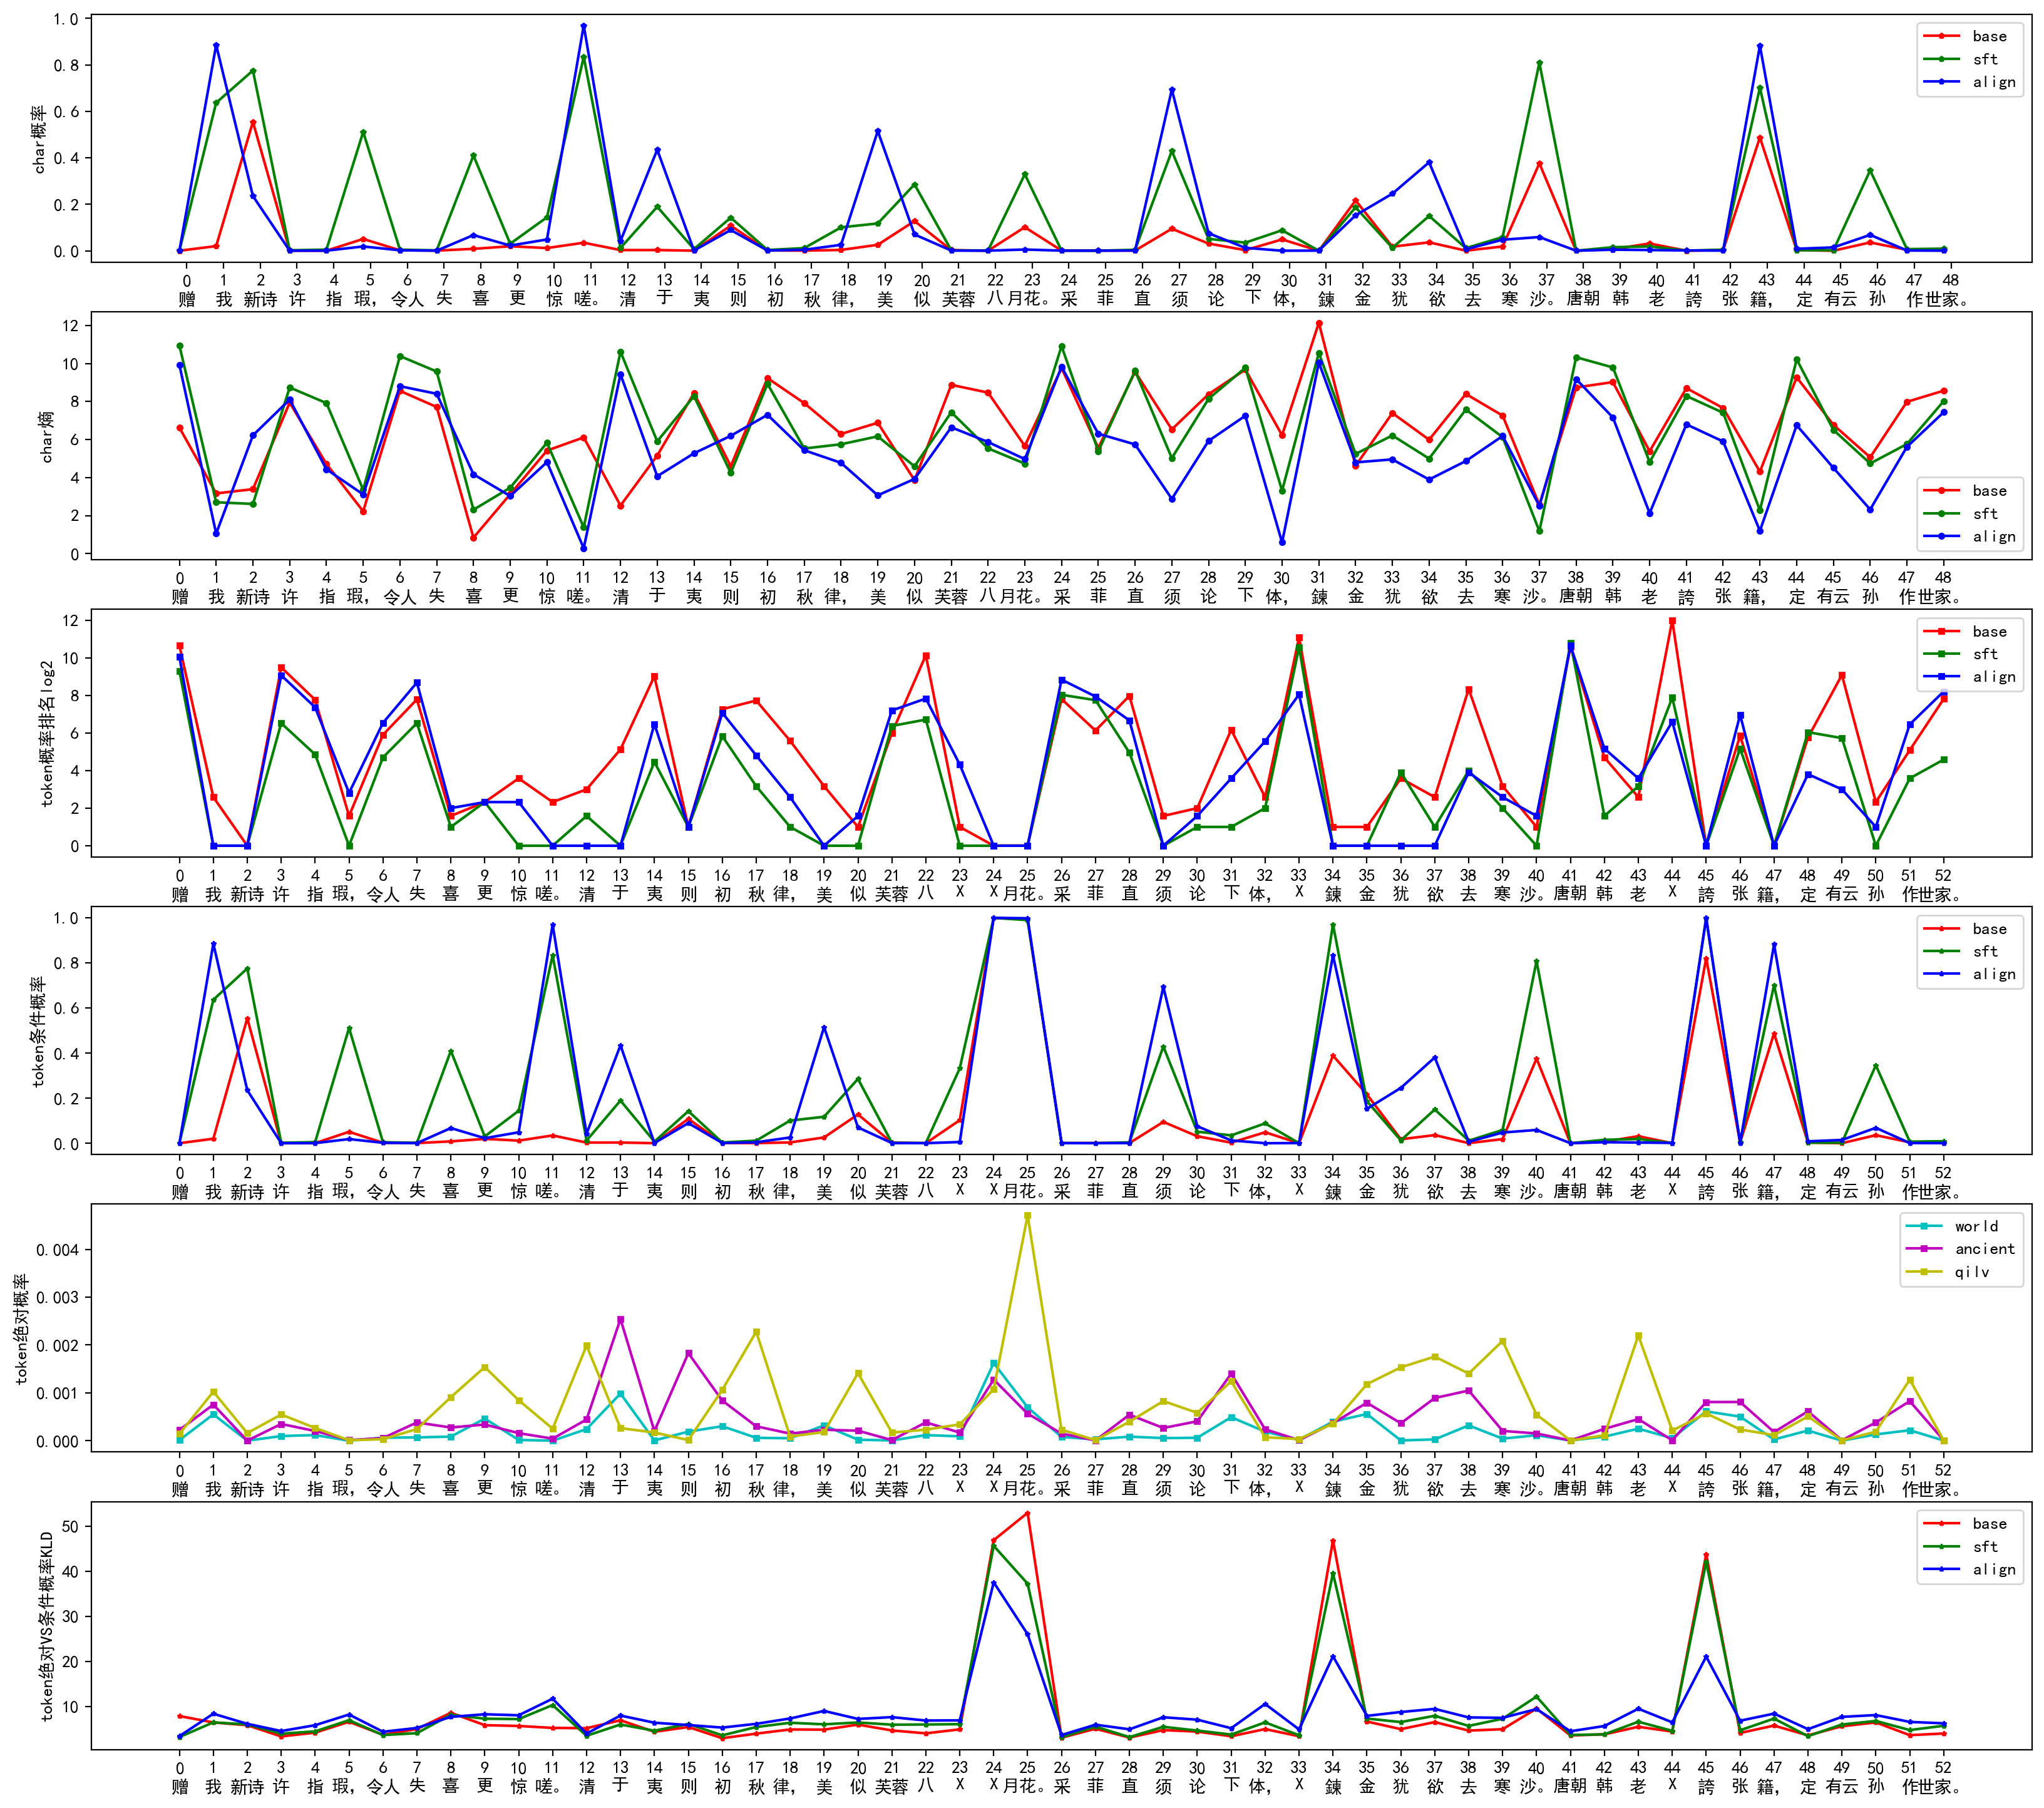 char概率
1.0
0.8
0.6
0.4
0.2
0.0
base
sft
align
0 1 2 3 4 5 6 7 8 9 10 11 12 13 14 15 16 17 18 19 20 21 22 23 24 25 26 27 28 29 30 31 32 33 34 35 36 37 38 39 40 41 42 43 44 45 46 47 48
赠 我 新诗 许 指 瑕, 令人 失 喜 更 惊 嗟。 清 于 夷 则 初 秋 律, 美 似 芙蓉 八 月花。 采 菲 直 须 论 下 体, 鍊 金 犹 欲 去 寒 沙。 唐朝 韩 老 誇 张 籍, 定 有云 孙 作 世家。
char熵
12
10
8
6
4
2
0
base
sft
align
0 1 2 3 4 5 6 7 8 9 10 11 12 13 14 15 16 17 18 19 20 21 22 23 24 25 26 27 28 29 30 31 32 33 34 35 36 37 38 39 40 41 42 43 44 45 46 47 48
赠 我 新诗 许 指 瑕, 令人 失 喜 更 惊 嗟。 清 于 夷 则 初 秋 律, 美 似 芙蓉 八 月花。 采 菲 直 须 论 下 体, 鍊 金 犹 欲 去 寒 沙。 唐朝 韩 老 誇 张 籍, 定 有云 孙 作 世家。
token概率排名log2
12
10
8
6
4
2
0
base
sft
align
0 1 2 3 4 5 6 7 8 9 10 11 12 13 14 15 16 17 18 19 20 21 22 23 24 25 26 27 28 29 30 31 32 33 34 35 36 37 38 39 40 41 42 43 44 45 46 47 48 49 50 51 52
赠 我 新诗 许 指 瑕, 令人 失 喜 更 惊 嗟。 清 于 夷 则 初 秋 律, 美 似 芙蓉 八 X X 月花。 采 菲 直 须 论 下 体, X 鍊 金 犹 欲 去 寒 沙。 唐朝 韩 老 X 誇 张 籍, 定 有云 孙 作 世家。
token条件概率
1.0
0.8
0.6
0.4
0.2
0.0
base
sft
align
0 1 2 3 4 5 6 7 8 9 10 11 12 13 14 15 16 17 18 19 20 21 22 23 24 25 26 27 28 29 30 31 32 33 34 35 36 37 38 39 40 41 42 43 44 45 46 47 48 49 50 51 52
赠 我 新诗 许 指 瑕, 令人 失 喜 更 惊 嗟。 清 于 夷 则 初 秋 律, 美 似 芙蓉 八 X X 月花。 采 菲 直 须 论 下 体, X 鍊 金 犹 欲 去 寒 沙。 唐朝 韩 老 X 誇 张 籍, 定 有云 孙 作 世家。
token绝对概率
0.004
0.003
0.002
0.001
0.000
world
ancient
qilv
0 1 2 3 4 5 6 7 8 9 10 11 12 13 14 15 16 17 18 19 20 21 22 23 24 25 26 27 28 29 30 31 32 33 34 35 36 37 38 39 40 41 42 43 44 45 46 47 48 49 50 51 52
赠 我 新诗 许 指 瑕, 令人 失 喜 更 惊 嗟。 清 于 夷 则 初 秋 律, 美 似 芙蓉 八 X X 月花。 采 菲 直 须 论 下 体, X 鍊 金 犹 欲 去 寒 沙。 唐朝 韩 老 X 誇 张 籍, 定 有云 孙 作 世家。
token绝对VS条件概率KLD
50
40
30
20
10
base
sft
align
0 1 2 3 4 5 6 7 8 9 10 11 12 13 14 15 16 17 18 19 20 21 22 23 24 25 26 27 28 29 30 31 32 33 34 35 36 37 38 39 40 41 42 43 44 45 46 47 48 49 50 51 52
赠 我 新诗 许 指 瑕, 令人 失 喜 更 惊 嗟。 清 于 夷 则 初 秋 律, 美 似 芙蓉 八 X X 月花。 采 菲 直 须 论 下 体, X 鍊 金 犹 欲 去 寒 沙。 唐朝 韩 老 X 誇 张 籍, 定 有云 孙 作 世家。